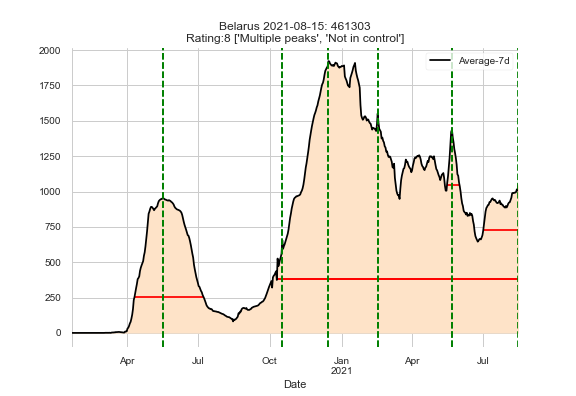 Belarus 2021-08-15: 461303
Rating:8 ['Multiple peaks', 'Not in control']
2000
1750
1500
1250
1000
750
500
250
0
Average-7d
Apr
Jul
Oct
Jan
2021
Apr
Jul
Date